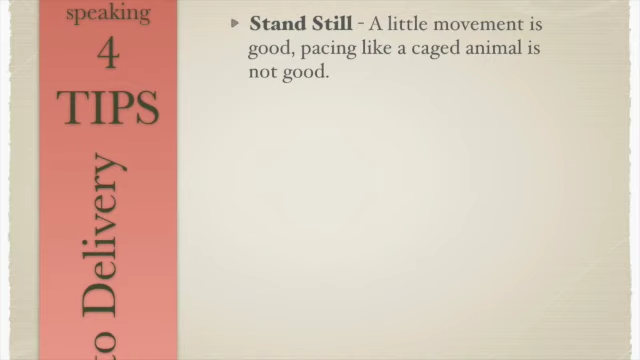 speaking
4
TIPS
to Delivery
Stand Still - A little movement is
good, pacing like a caged animal is
not good.